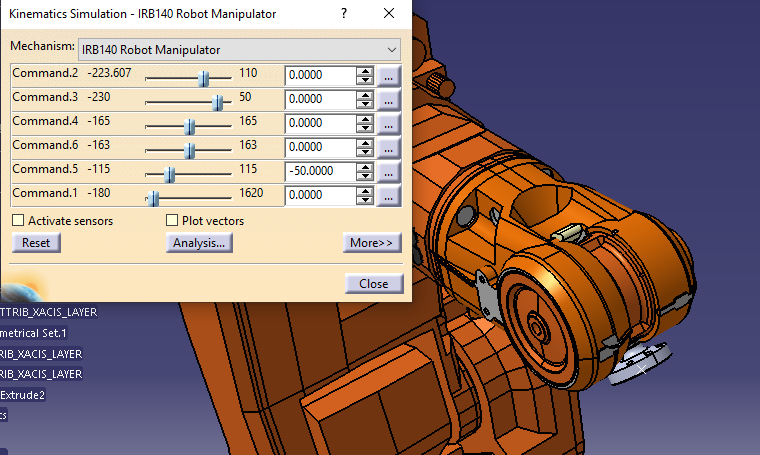 Kinematics Simulation - IRB140 Robot Manipulator ? ×
Mechanism: IRB140 Robot Manipulator
Command.2 -223.607 110 0.0000 ...
Command.3 -230 50 0.0000 ...
Command.4 -165 165 0.0000 ...
Command.6 -163 163 0.0000 ...
Command.5 -115 115 -50.0000 ...
Command.1 -180 1620 0.0000 ...
Activate sensors Plot vectors
Reset Analysis... More>>
Close
TTRIB_XACIS_LAYER
metrical Set.1
RIB_XACIS_LAYER
RIB_XACIS_LAYER
Extrude2
cs